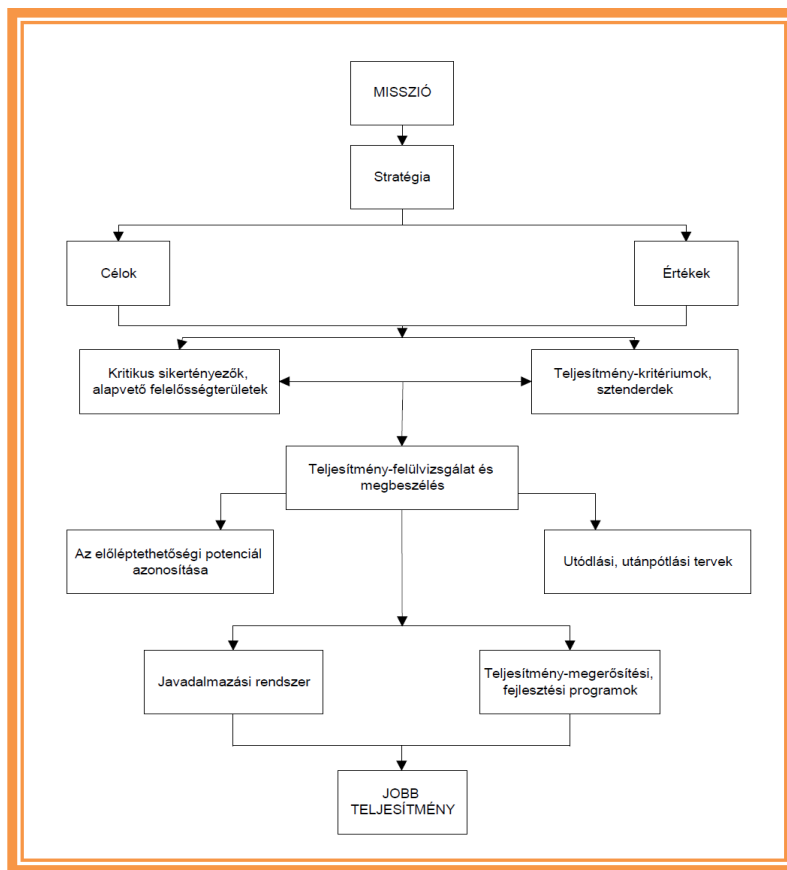 MISSZIÓ
Stratégia
Célok
Értékek
Kritikus sikertényezők,
alapvető felelősségterületek
Teljesítmény-kritériumok,
sztenderdek
Teljesítmény-felülvizsgálat és
megbeszélés
Az előléptethetőségi potenciál
azonosítása
Utódlási, utánpótlási tervek
Javadalmazási rendszer
Teljesítmény-megerősítési,
fejlesztési programok
JOBB
TELJESÍTMÉNY